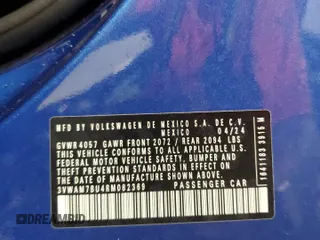 MFD BY VOLKSWAGEN DE MEXICO S.A. DE C.V.
MEXICO 04/24
GVWR 4057 GAWR FRONT 2072 / REAR 2094 LBS
THIS VEHICLE CONFORMS TO ALL APPLICABLE
FEDERAL MOTOR VEHICLE SAFETY, BUMPER AND
THEFT PREVENTION STANDARDS IN EFFECT ON
THE DATE OF MANUFACTURE SHOWN ABOVE.
3VWAM7BU4RM082369 PASSENGER CAR
DREAMBID